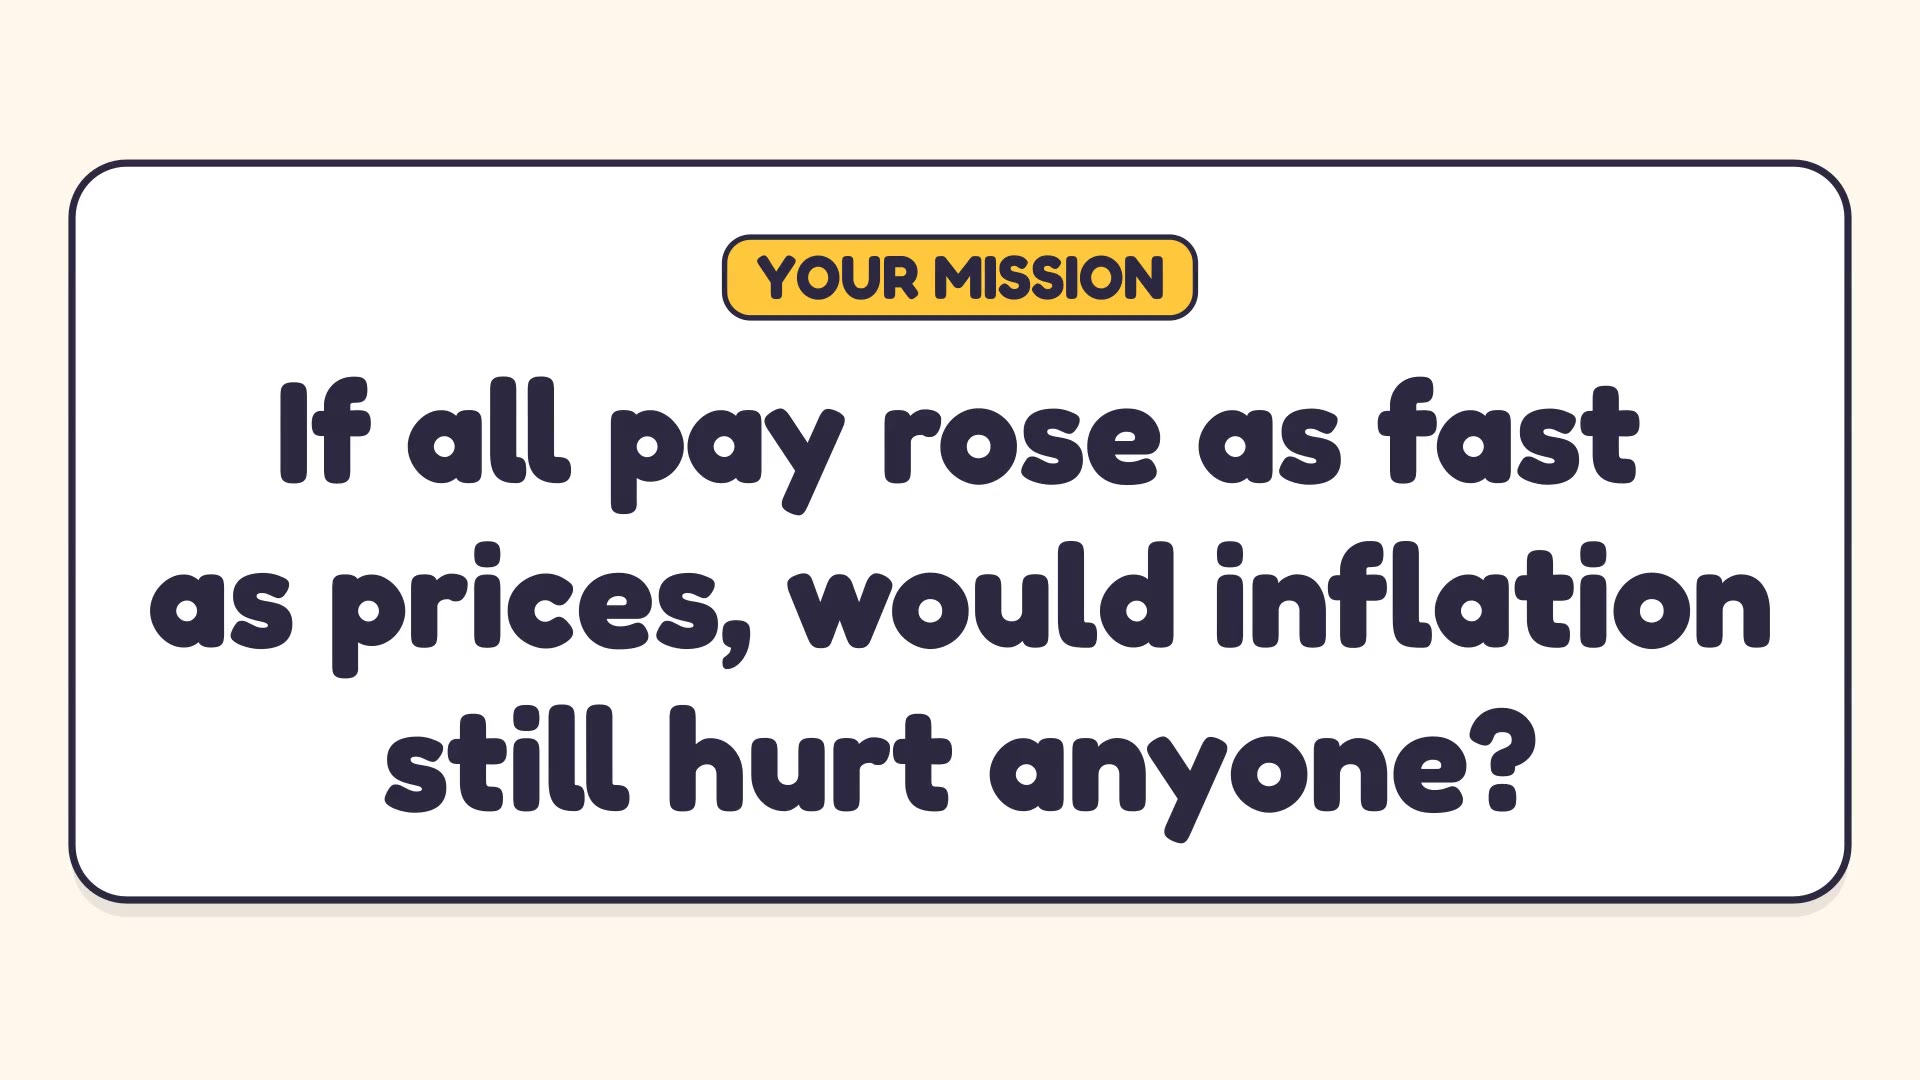 YOUR MISSION
If all pay rose as fast
as prices, would inflation
still hurt anyone?